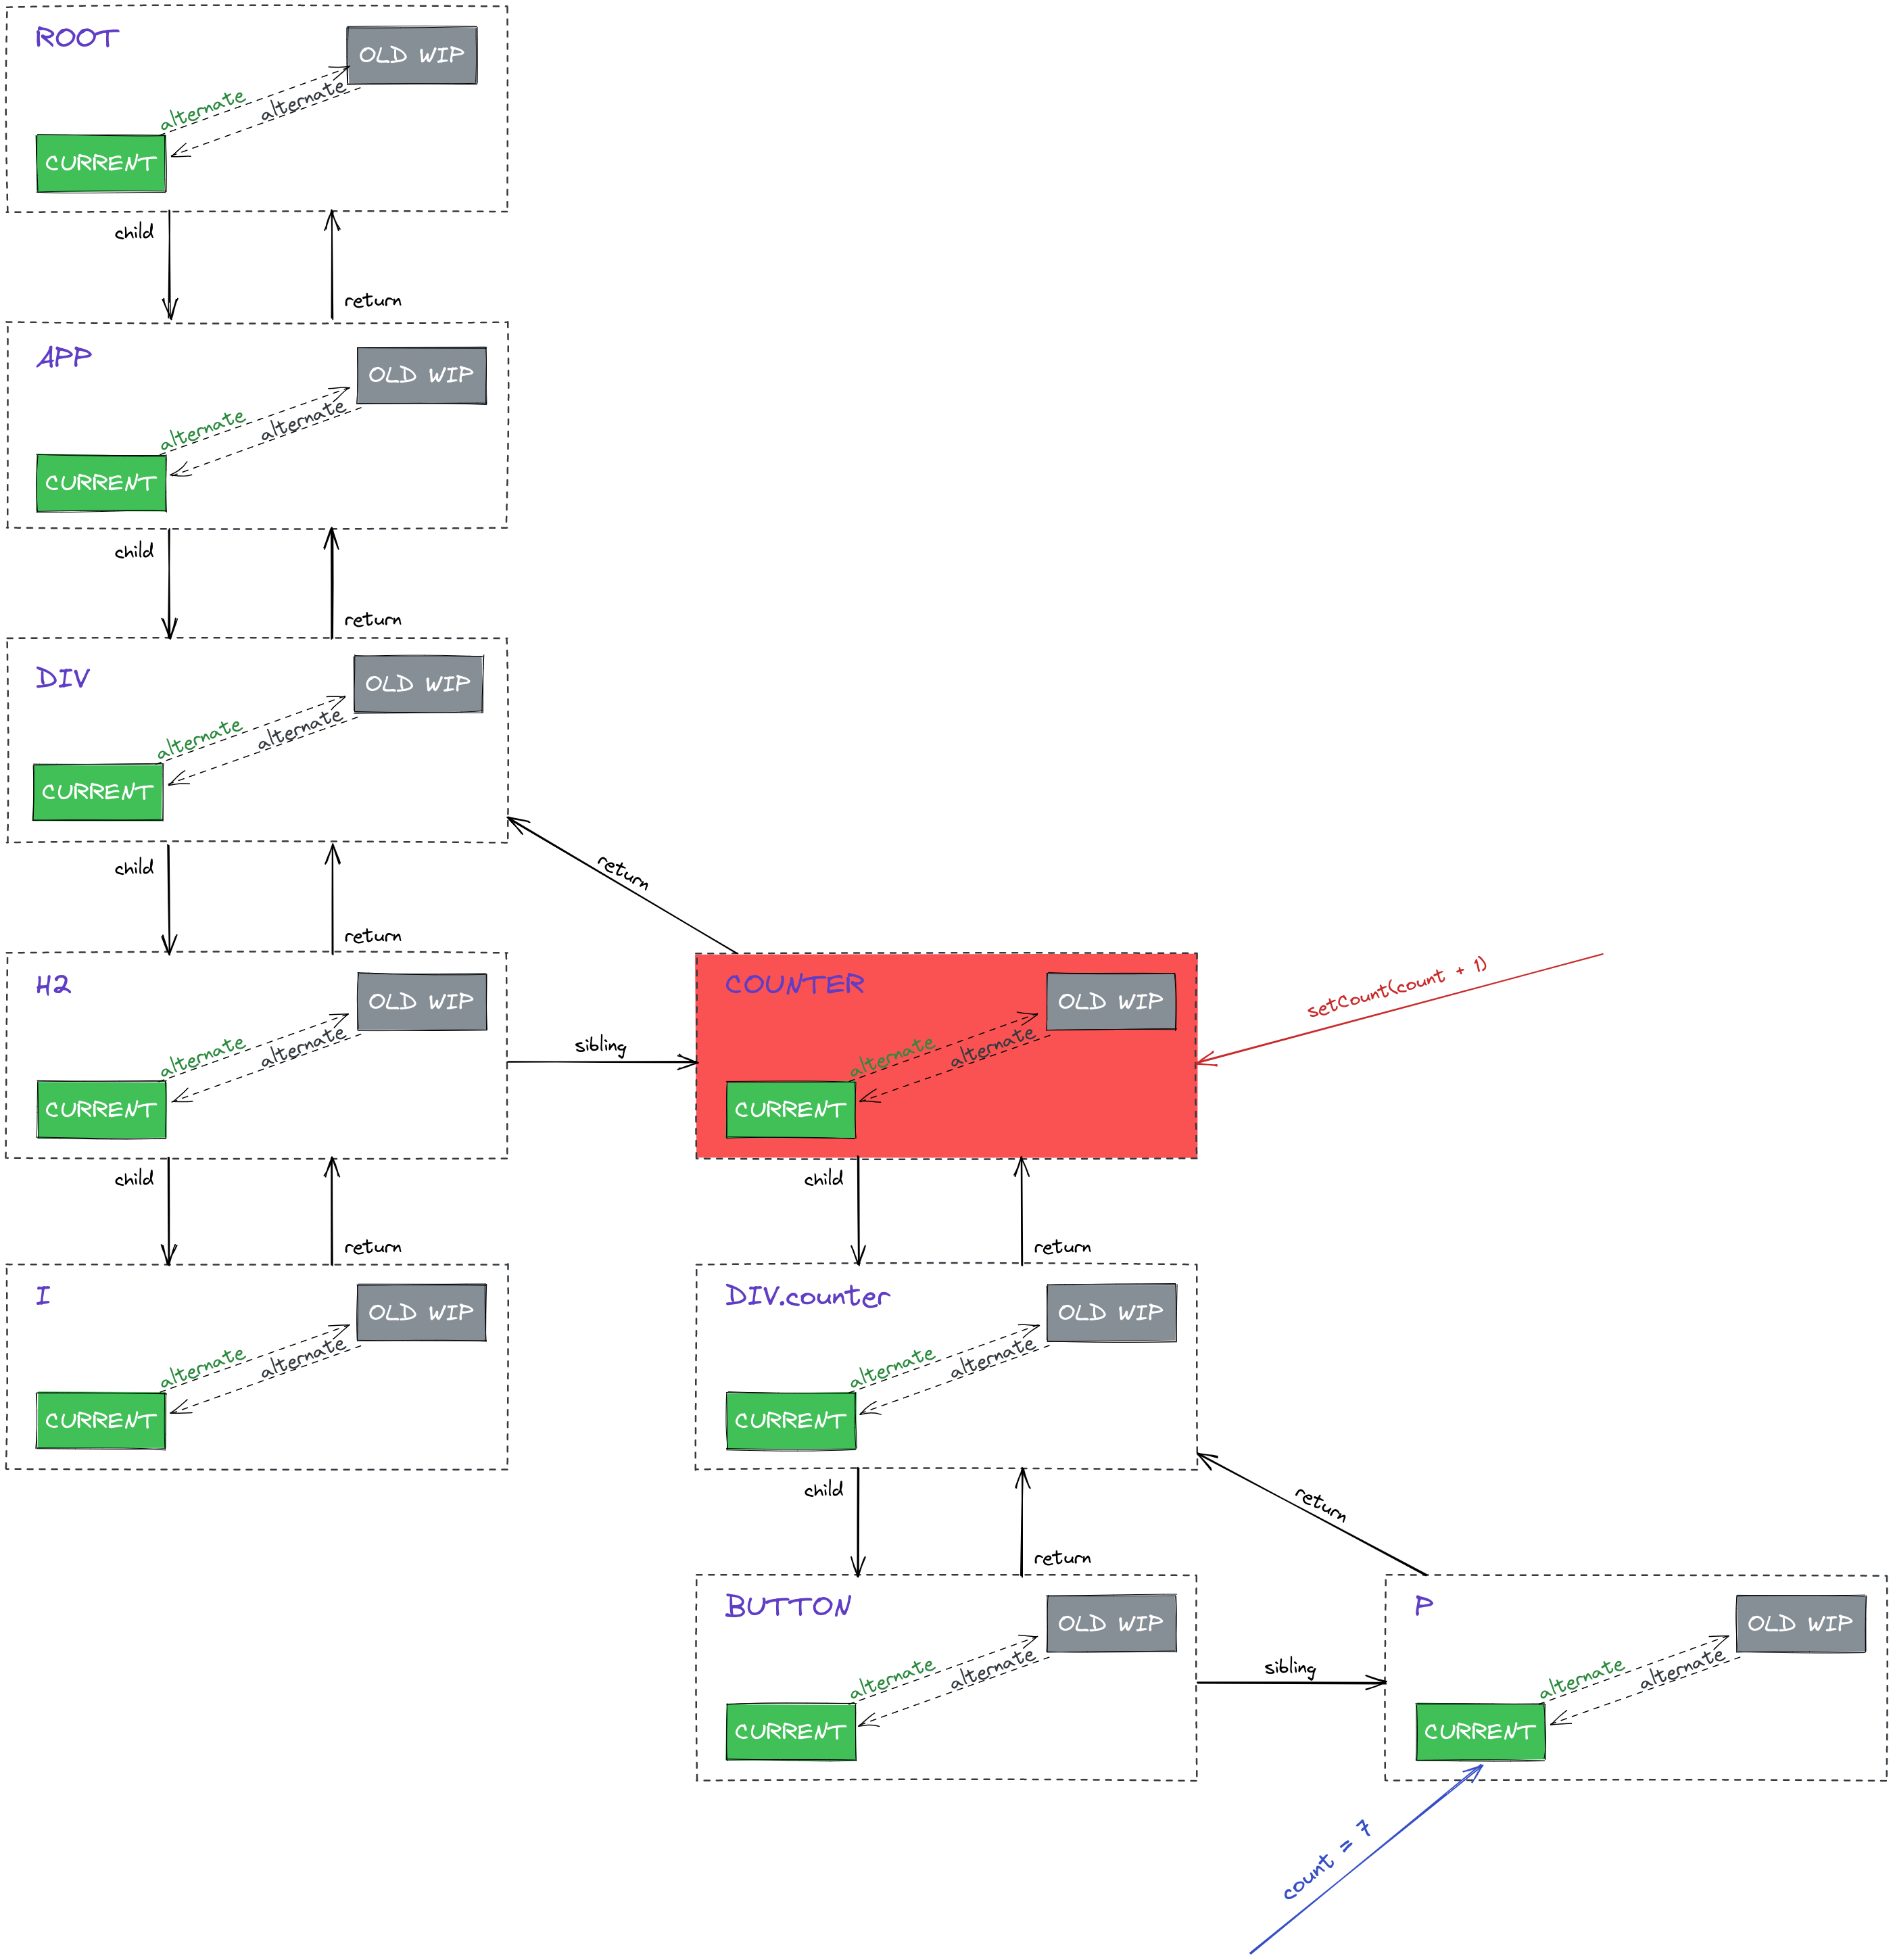 ROOT
OLD WIP
alternate
alternate
CURRENT
child
return
APP
OLD WIP
alternate
alternate
CURRENT
child
return
DIV
OLD WIP
alternate
alternate
CURRENT
child
return
return
H2
OLD WIP
alternate
alternate
CURRENT
sibling
COUNTER
OLD WIP
alternate
alternate
CURRENT
setCount(count + 1)
child
return
child
return
I
OLD WIP
alternate
alternate
CURRENT
DIV.counter
OLD WIP
alternate
alternate
CURRENT
child
return
return
BUTTON
OLD WIP
alternate
alternate
CURRENT
sibling
P
OLD WIP
alternate
alternate
CURRENT
count = 7